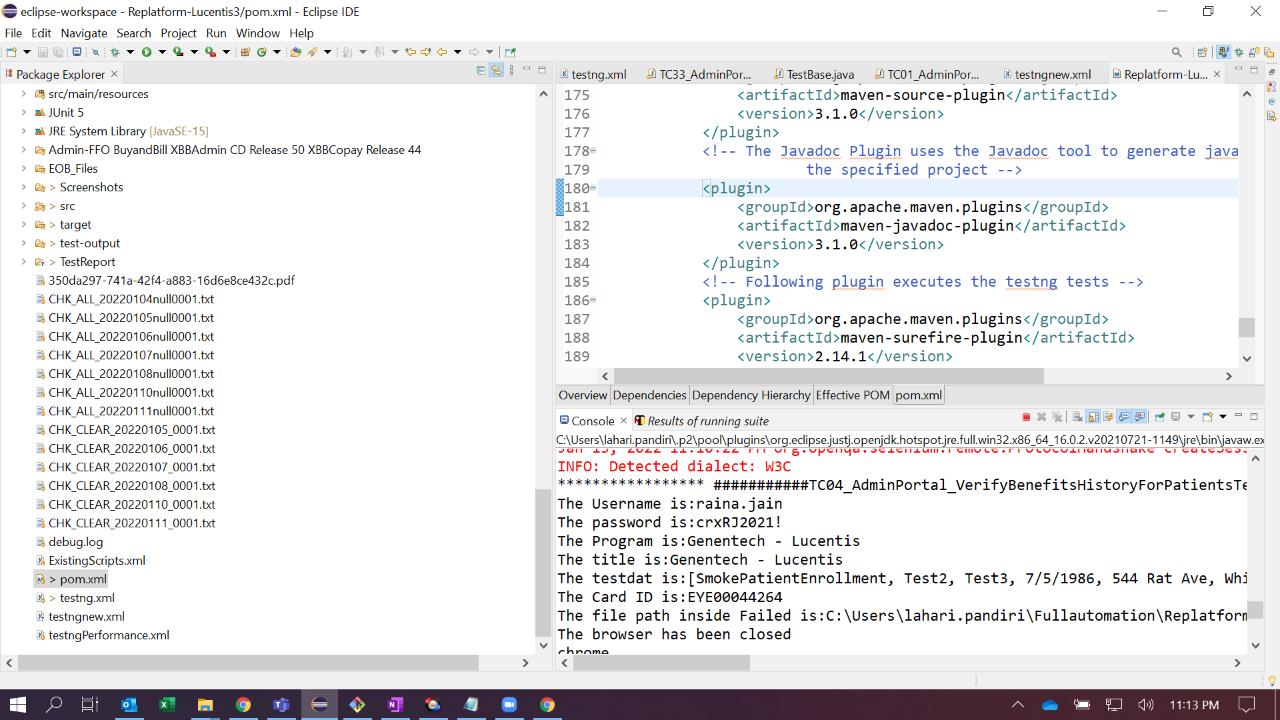 eclipse-workspace - Replatform-Lucentis3/pom.xml - Eclipse IDE
File Edit Navigate Search Project Run Window Help
Package Explorer
src/main/resources
JUnit 5
JRE System Library [JavaSE-15]
Admin-FFO BuyandBill XBBAdmin CD Release 50 XBBCopay Release 44
EOB_Files
> Screenshots
> src
> target
> test-output
> TestReport
350da297-741a-42f4-a883-16d6e8ce432c.pdf
CHK_ALL_20220104null0001.txt
CHK_ALL_20220105null0001.txt
CHK_ALL_20220106null0001.txt
CHK_ALL_20220107null0001.txt
CHK_ALL_20220108null0001.txt
CHK_ALL_20220110null0001.txt
CHK_ALL_20220111null0001.txt
CHK_CLEAR_20220105_0001.txt
CHK_CLEAR_20220106_0001.txt
CHK_CLEAR_20220107_0001.txt
CHK_CLEAR_20220108_0001.txt
CHK_CLEAR_20220110_0001.txt
CHK_CLEAR_20220111_0001.txt
debug.log
ExistingScripts.xml
> pom.xml
> testng.xml
testngnew.xml
testngPerformance.xml
testng.xml TC33_AdminPor... TestBase.java TC01_AdminPor... testngnew.xml Replatform-Lu...
175 <artifactId>maven-source-plugin</artifactId>
176 <version>3.1.0</version>
177 </plugin>
178 <!-- The Javadoc Plugin uses the Javadoc tool to generate java
179 the specified project -->
180 <plugin>
181 <groupId>org.apache.maven.plugins</groupId>
182 <artifactId>maven-javadoc-plugin</artifactId>
183 <version>3.1.0</version>
184 </plugin>
185 <!-- Following plugin executes the testng tests -->
186 <plugin>
187 <groupId>org.apache.maven.plugins</groupId>
188 <artifactId>maven-surefire-plugin</artifactId>
189 <version>2.14.1</version>
Overview Dependencies Dependency Hierarchy Effective POM pom.xml
Console Results of running suite
C:\Users\lahari.pandiri\.p2\pool\plugins\org.eclipse.justj.openjdk.hotspot.jre.full.win32.x86_64_16.0.2.v20210721-1149\jre\bin\javaw.ex
Jan 13, 2022 11:10:22 PM org.openqa.selenium.remote.ProtocolHandshake createSess
INFO: Detected dialect: W3C
***************** ###########TC04_AdminPortal_VerifyBenefitsHistoryForPatientsTe
The Username is:raina.jain
The password is:crxRJ2021!
The Program is:Genentech - Lucentis
The title is:Genentech - Lucentis
The testdat is:[SmokePatientEnrollment, Test2, Test3, 7/5/1986, 544 Rat Ave, Whi
The Card ID is:EYE00044264
The file path inside Failed is:C:\Users\lahari.pandiri\Fullautomation\Replatform
The browser has been closed
chrome
11:13 PM